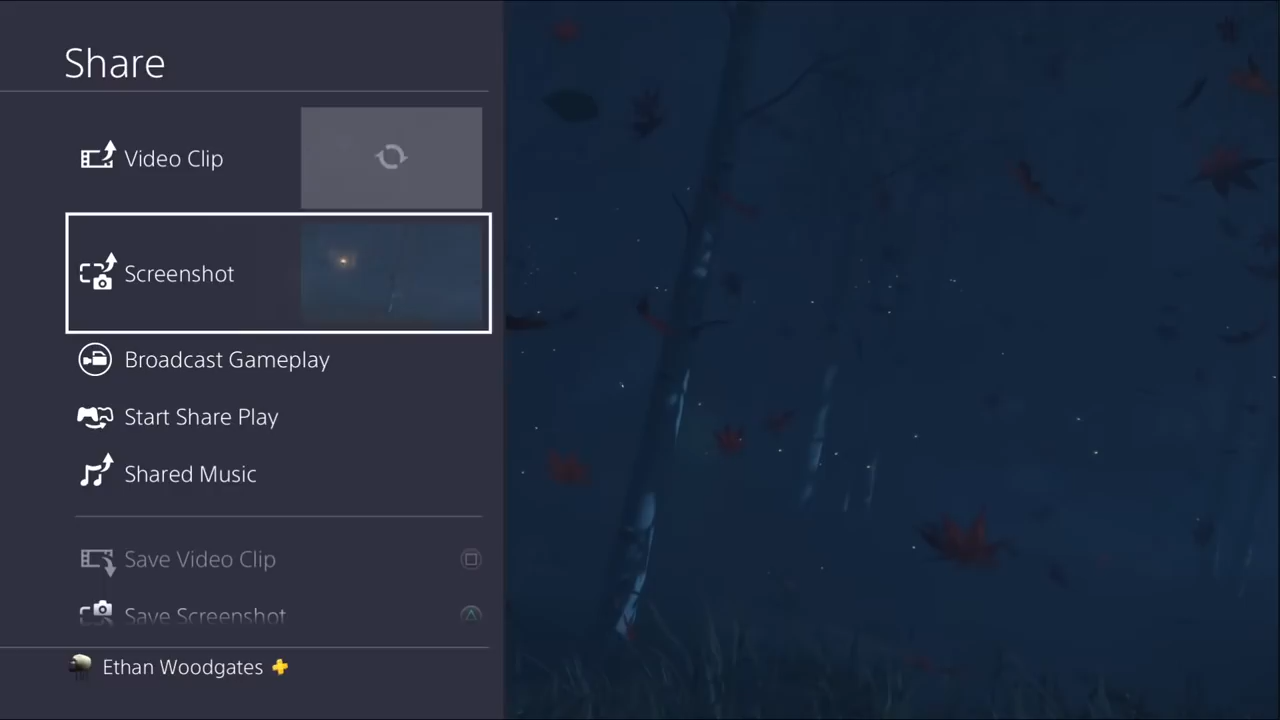 Share
Video Clip
Screenshot
Broadcast Gameplay
Start Share Play
Shared Music
Save Video Clip
Save Screenshot
Ethan Woodgates